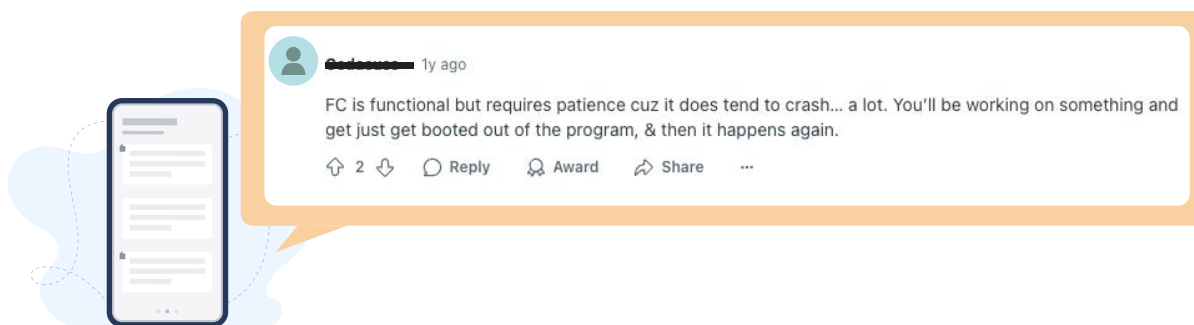 1y ago
FC is functional but requires patience cuz it does tend to crash... a lot. You'll be working on something and
get just get booted out of the program, & then it happens again.
2 Reply Award Share ...